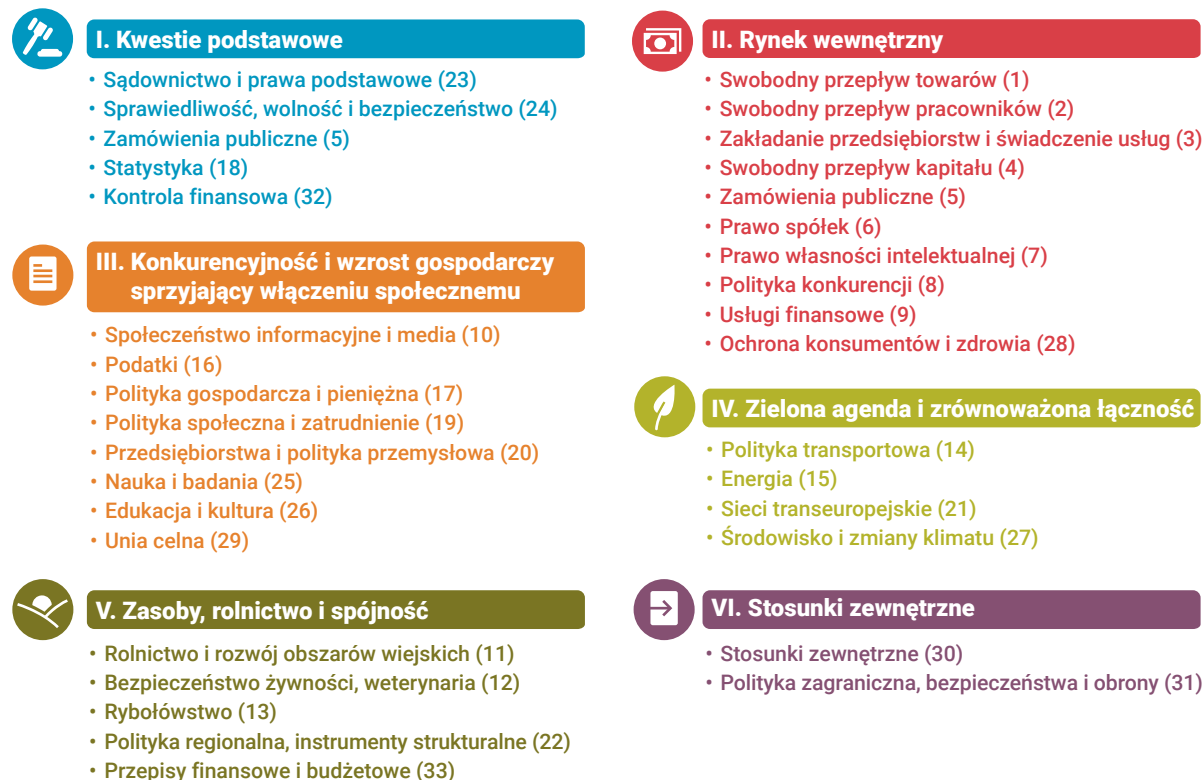 I. Kwestie podstawowe
• Sądownictwo i prawa podstawowe (23)
• Sprawiedliwość, wolność i bezpieczeństwo (24)
• Zamówienia publiczne (5)
• Statystyka (18)
• Kontrola finansowa (32)
II. Rynek wewnętrzny
• Swobodny przepływ towarów (1)
• Swobodny przepływ pracowników (2)
• Zakładanie przedsiębiorstw i świadczenie usług (3)
• Swobodny przepływ kapitału (4)
• Zamówienia publiczne (5)
• Prawo spółek (6)
• Prawo własności intelektualnej (7)
• Polityka konkurencji (8)
• Usługi finansowe (9)
• Ochrona konsumentów i zdrowia (28)
III. Konkurencyjność i wzrost gospodarczy
sprzyjający włączeniu społecznemu
• Społeczeństwo informacyjne i media (10)
• Podatki (16)
• Polityka gospodarcza i pieniężna (17)
• Polityka społeczna i zatrudnienie (19)
• Przedsiębiorstwa i polityka przemysłowa (20)
• Nauka i badania (25)
• Edukacja i kultura (26)
• Unia celna (29)
IV. Zielona agenda i zrównoważona łączność
• Polityka transportowa (14)
• Energia (15)
• Sieci transeuropejskie (21)
• Środowisko i zmiany klimatu (27)
V. Zasoby, rolnictwo i spójność
• Rolnictwo i rozwój obszarów wiejskich (11)
• Bezpieczeństwo żywności, weterynaria (12)
• Rybołówstwo (13)
• Polityka regionalna, instrumenty strukturalne (22)
• Przepisy finansowe i budżetowe (33)
VI. Stosunki zewnętrzne
• Stosunki zewnętrzne (30)
• Polityka zagraniczna, bezpieczeństwa i obrony (31)